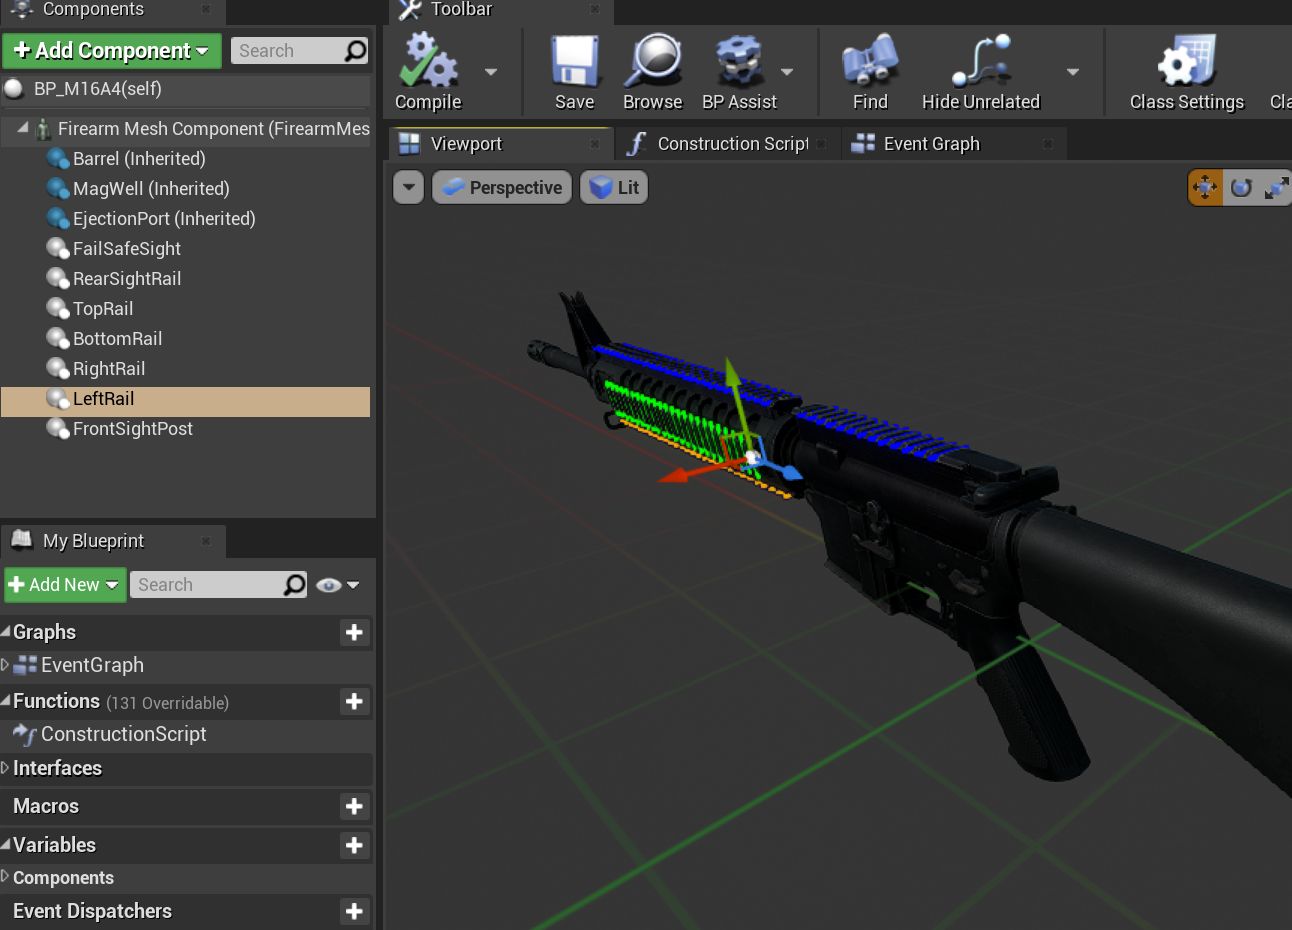 Components
Toolbar
Add Component
Search
Compile
Save
Browse
BP Assist
Find
Hide Unrelated
Class Settings
BP_M16A4(self)
Firearm Mesh Component (FirearmMes
Barrel (Inherited)
MagWell (Inherited)
EjectionPort (Inherited)
FailSafeSight
RearSightRail
TopRail
BottomRail
RightRail
LeftRail
FrontSightPost
Viewport
Construction Script
Event Graph
Perspective
Lit
My Blueprint
Add New
Search
Graphs
EventGraph
Functions (131 Overridable)
ConstructionScript
Interfaces
Macros
Variables
Components
Event Dispatchers